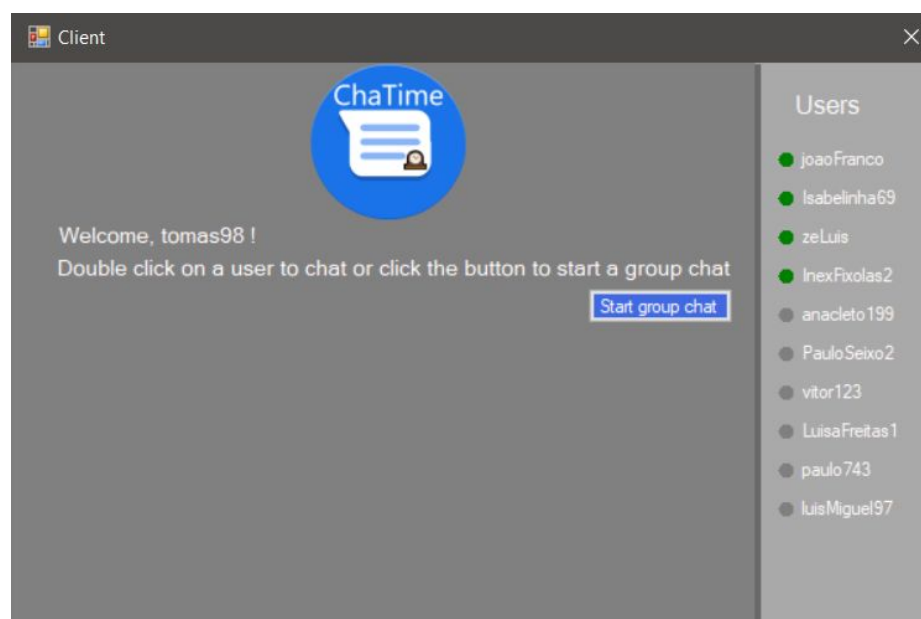 Client
ChaTime
Welcome, tomas98 !
Double click on a user to chat or click the button to start a group chat
Start group chat
Users
joaoFranco
Isabelinha69
zeLuis
InexFixolas2
anacleto199
PauloSeixo2
vitor123
LuisaFreitas1
paulo743
luisMiguel97